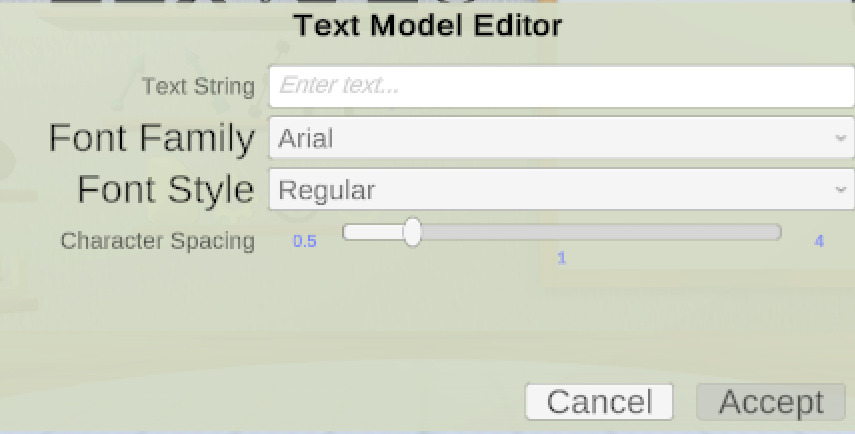 Text Model Editor
Text String Enter text...
Font Family Arial
Font Style Regular
Character Spacing 0.5 4
1
Cancel Accept